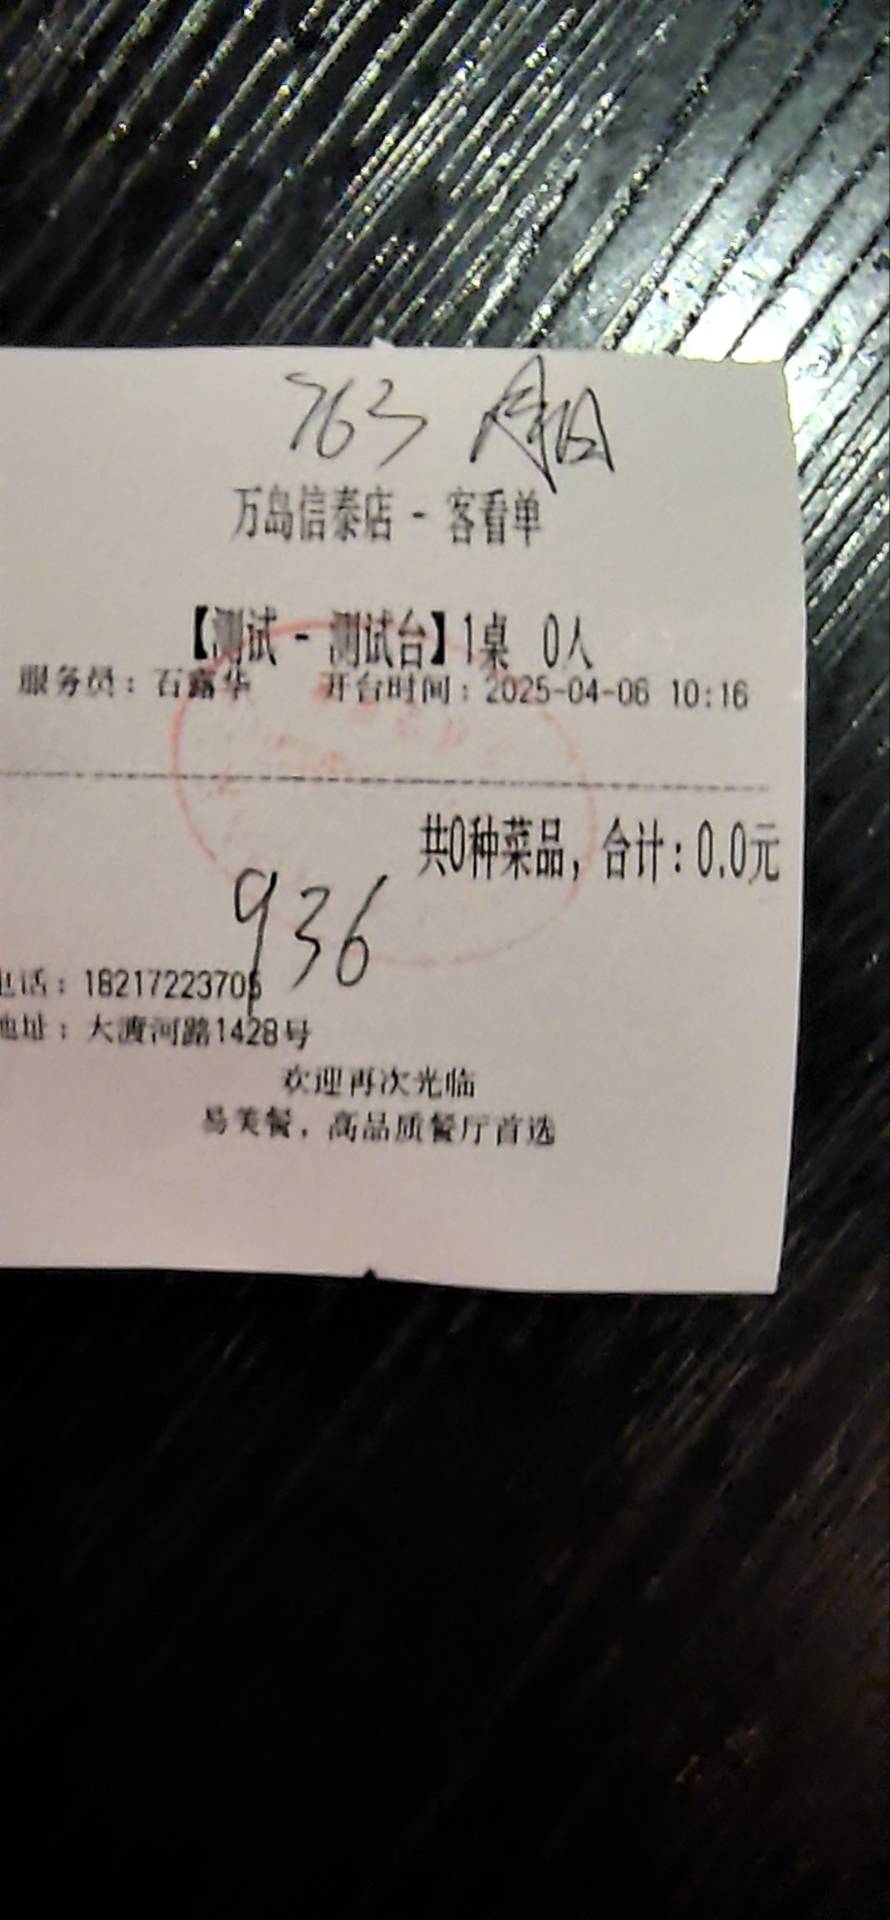 763
万岛信泰店 - 客看单
【测试 - 测试台】1桌 0人
服务员：石露华 开台时间：2025-04-06 10:16
共0种菜品，合计：0.0元
936
电话：18217223705
地址：大渡河路1428号
欢迎再次光临
易美餐，高品质餐厅首选